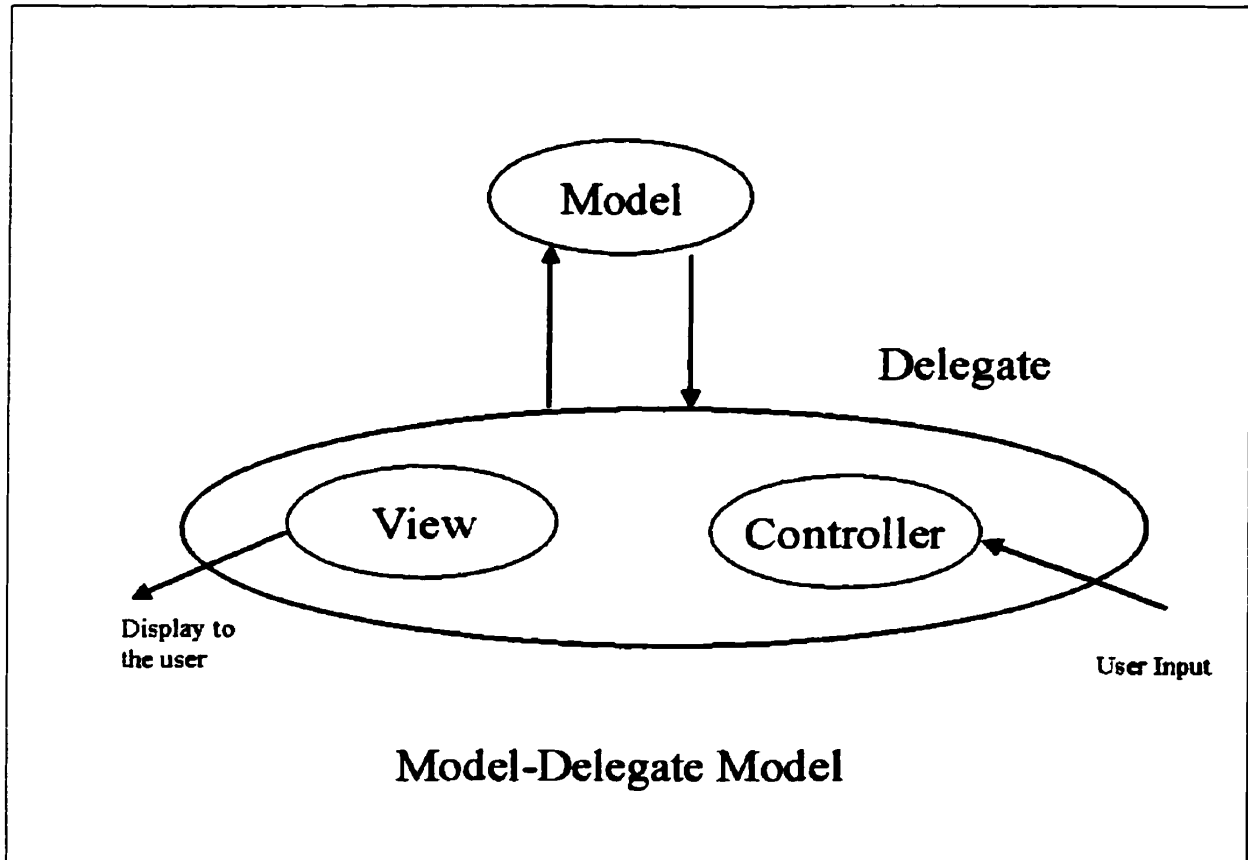 Model
Delegate
View
Controller
Display to
the user
User Input
Model-Delegate Model